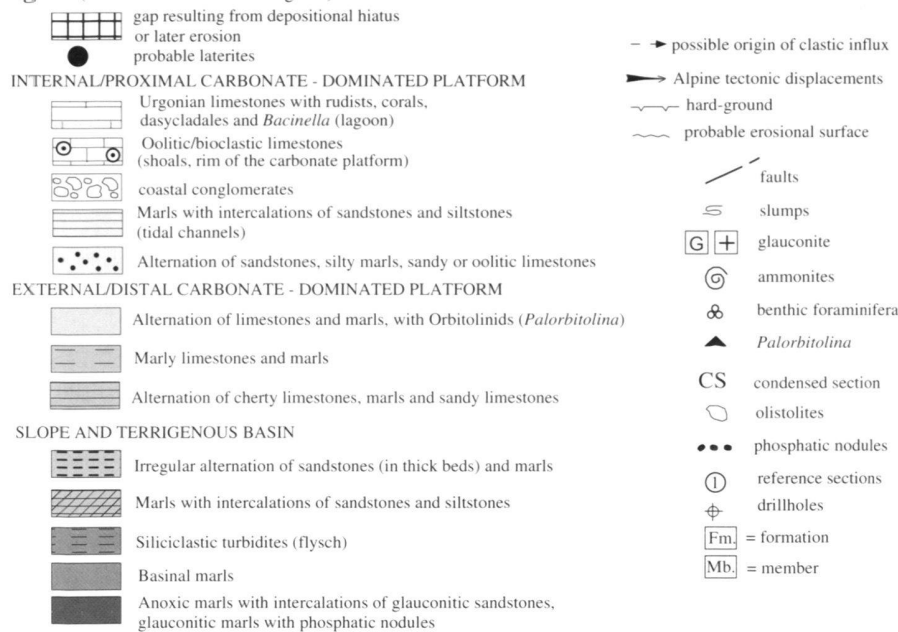 gap resulting from depositional hiatus
or later erosion
probable laterites
INTERNAL/PROXIMAL CARBONATE - DOMINATED PLATFORM
Urgonian limestones with rudists, corals,
dasycladales and Bacinella (lagoon)
Oolitic/bioclastic limestones
(shoals, rim of the carbonate platform)
coastal conglomerates
Marls with intercalations of sandstones and siltstones
(tidal channels)
Alternation of sandstones, silty marls, sandy or oolitic limestones
EXTERNAL/DISTAL CARBONATE - DOMINATED PLATFORM
Alternation of limestones and marls, with Orbitolinids (Palorbitolina)
Marly limestones and marls
Alternation of cherty limestones, marls and sandy limestones
SLOPE AND TERRIGENOUS BASIN
Irregular alternation of sandstones (in thick beds) and marls
Marls with intercalations of sandstones and siltstones
Siliciclastic turbidites (flysch)
Basinal marls
Anoxic marls with intercalations of glauconitic sandstones,
glauconitic marls with phosphatic nodules
possible origin of clastic influx
Alpine tectonic displacements
hard-ground
probable erosional surface
faults
slumps
G + glauconite
ammonites
benthic foraminifera
Palorbitolina
CS condensed section
olistolites
phosphatic nodules
1 reference sections
drillholes
Fm. = formation
Mb. = member